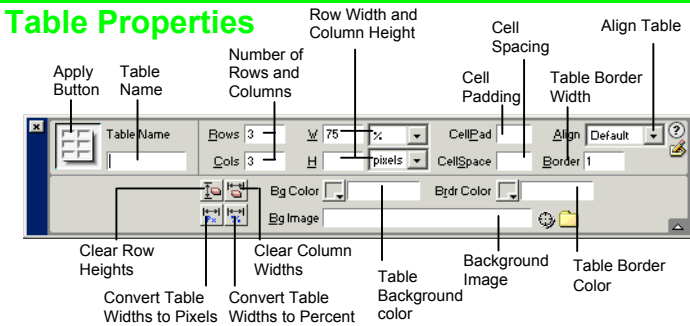 Table Properties
Row Width and
Column Height
Cell
Spacing
Align Table
Number of
Rows and
Columns
Apply
Button
Table
Name
Cell
Padding
Table Border
Width
Table Name
Rows 3
W 75 %
CellPad
Align Default
Cols 3
H pixels
CellSpace
Border 1
Bg Color
Brdr Color
Px %
Bg Image
Clear Row
Heights
Clear Column
Widths
Table
Background
color
Background
Image
Table Border
Color
Convert Table
Widths to Pixels
Convert Table
Widths to Percent